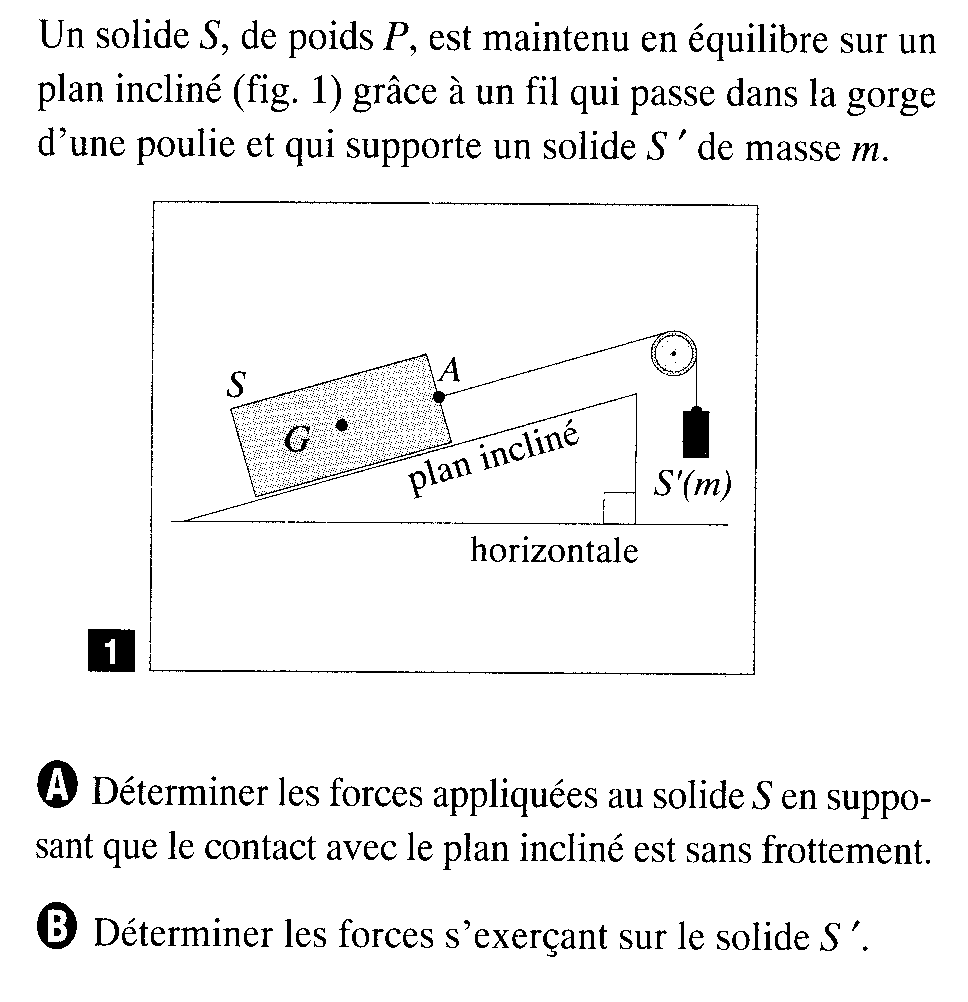 Un solide S, de poids P, est maintenu en équilibre sur un
plan incliné (fig. 1) grâce à un fil qui passe dans la gorge
d'une poulie et qui supporte un solide S ' de masse m.
S
A
G
plan incliné
S'(m)
horizontale
1
A Déterminer les forces appliquées au solide S en suppo-
sant que le contact avec le plan incliné est sans frottement.
B Déterminer les forces s'exerçant sur le solide S '.